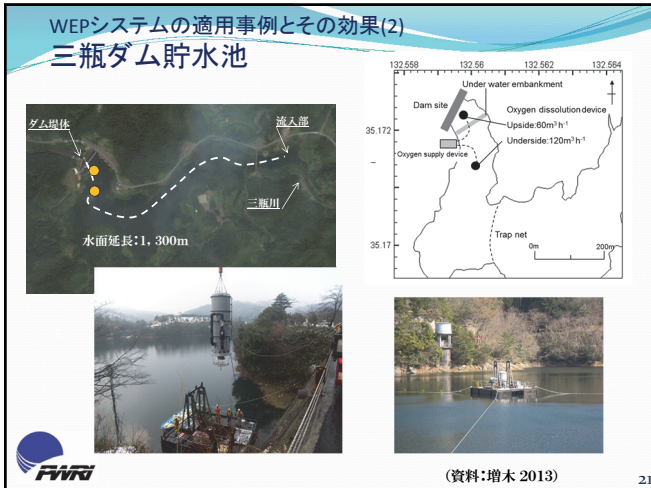 WEPシステムの適用事例とその効果(2)
三瓶ダム貯水池
ダム堤体
流入部
三瓶川
水面延長:1, 300m
132.558 132.56 132.562 132.564
Under water embankment
Dam site
Oxygen dissolution device
Upside:60m³ h⁻¹
35.172
Underside:120m³ h⁻¹
Oxygen supply device
Trap net
0m 200m
35.17
PWRI
(資料:増木 2013)
21